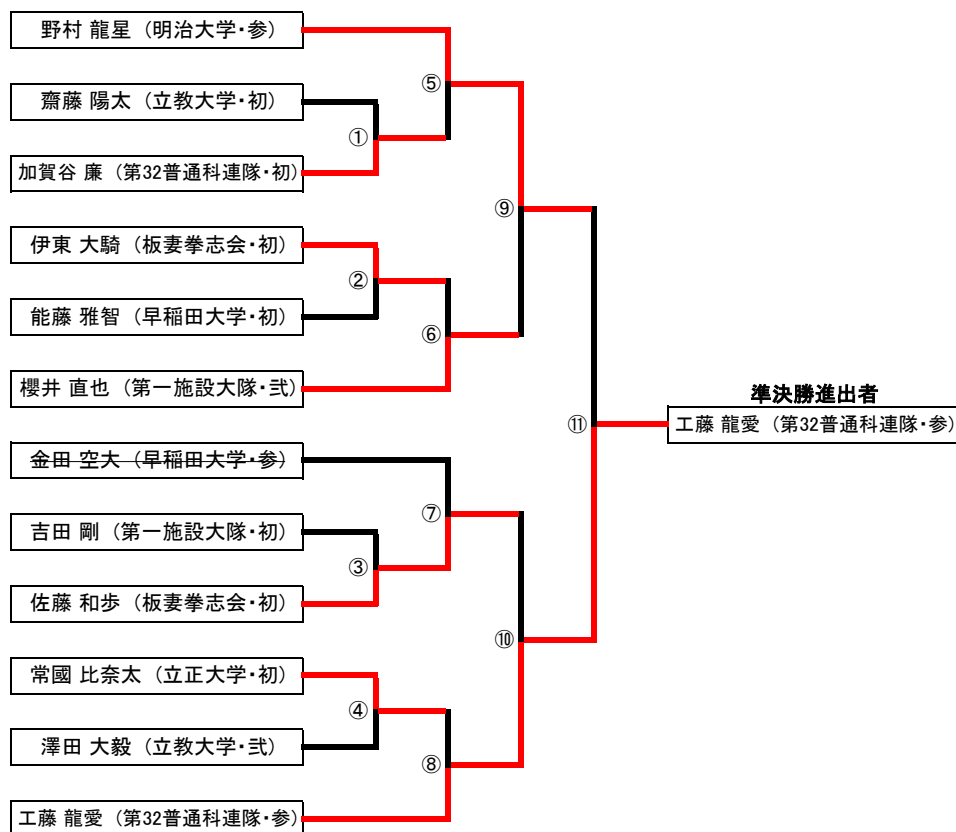 野村 龍星（明治大学・参）
⑤
齋藤 陽太（立教大学・初）
①
加賀谷 廉（第32普通科連隊・初）
⑨
伊東 大騎（板妻拳志会・初）
②
能藤 雅智（早稲田大学・初）
⑥
櫻井 直也（第一施設大隊・弐）
準決勝進出者
⑪
工藤 龍愛（第32普通科連隊・参）
金田 空大（早稲田大学・参）
⑦
吉田 剛（第一施設大隊・初）
③
佐藤 和歩（板妻拳志会・初）
⑩
常國 比奈太（立正大学・初）
④
澤田 大毅（立教大学・弐）
⑧
工藤 龍愛（第32普通科連隊・参）